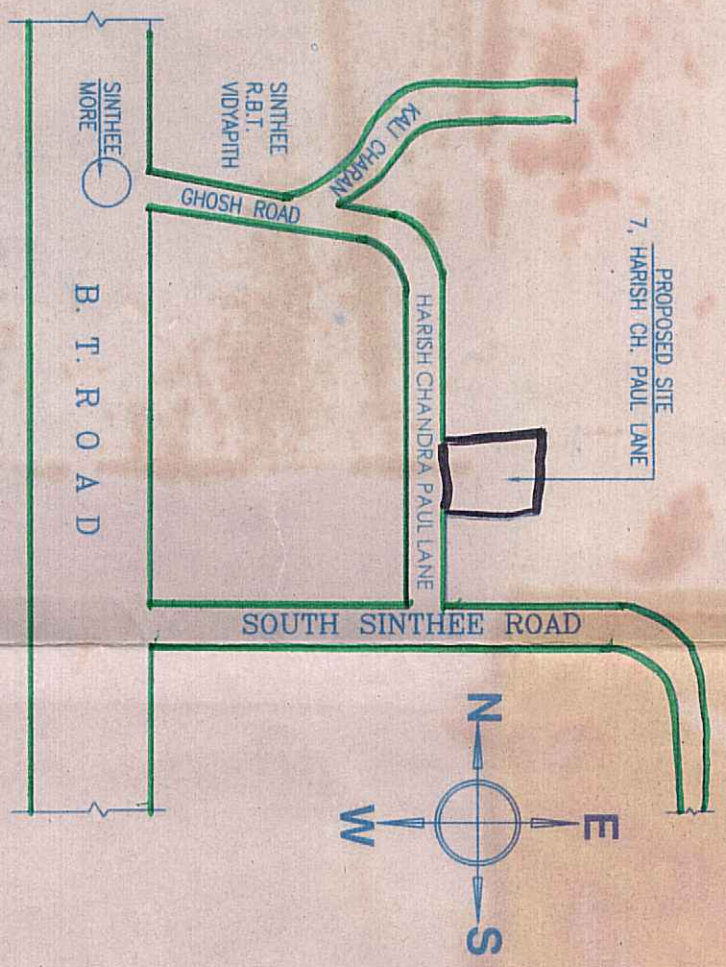 PROPOSED SITE
7, HARISH CH. PAUL LANE
KALI CHARAN
GHOSH ROAD
SINTHEE
R.B.T.
VIDYAPITH
SINTHEE
MORE
HARISH CHANDRA PAUL LANE
B. T. ROAD
SOUTH SINTHEE ROAD
N
E
W
S